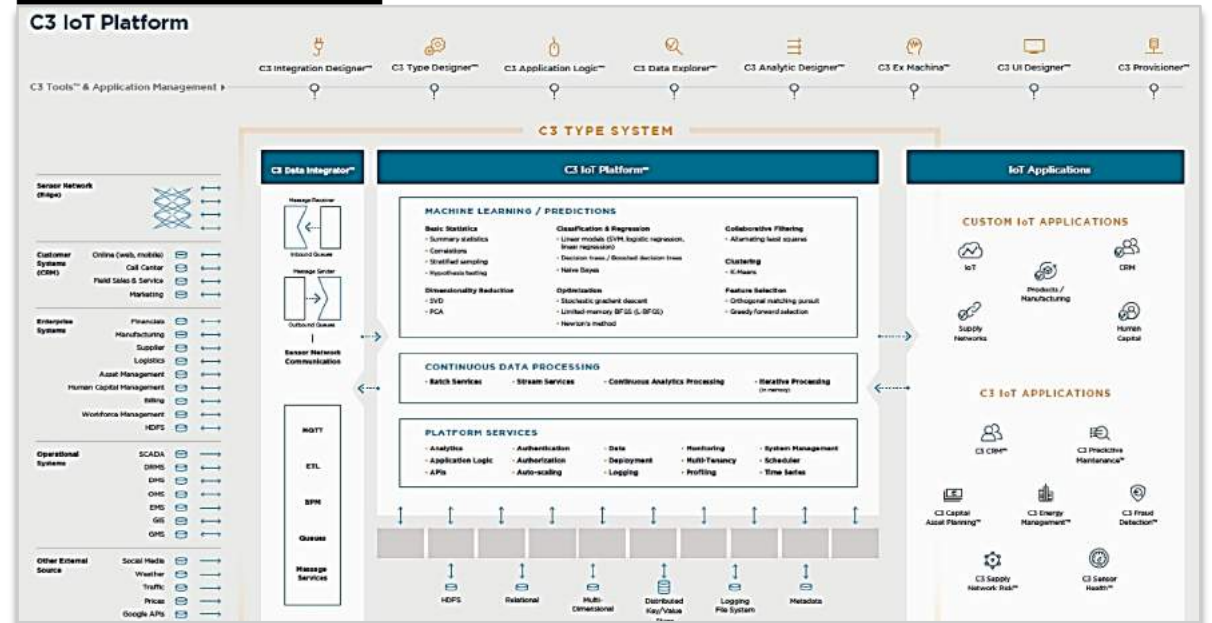 C3 IoT Platform
C3 Integration Designer™
C3 Type Designer™
C3 Application Logic™
C3 Data Explorer™
C3 Analytic Designer™
C3 Ex Machina™
C3 UI Designer™
C3 Provisioner™
C3 Tools™ & Application Management
C3 TYPE SYSTEM
Sensor Network
(Edge)
Customer
Systems
(CRM)
Online (web, mobile)
Call Center
Field Sales & Service
Marketing
Enterprise
Systems
Financials
Manufacturing
Supplier
Logistics
Asset Management
Human Capital Management
Billing
Workforce Management
HDFS
Operational
Systems
SCADA
DRMS
DMS
OMS
EMS
GIS
GMS
Other External
Source
Social Media
Weather
Traffic
Prices
Google APIs
C3 Data Integrator™
Message Receiver
Inbound Queues
Message Sender
Outbound Queues
Sensor Network
Communication
MQTT
ETL
BPM
Queues
Message
Services
C3 IoT Platform™
MACHINE LEARNING / PREDICTIONS
Basic Statistics
- Summary statistics
- Correlations
- Stratified sampling
- Hypothesis testing
Dimensionality Reduction
- SVD
- PCA
Classification & Regression
- Linear models (SVM, logistic regression,
linear regression)
- Decision trees / Boosted decision trees
- Naive Bayes
Optimization
- Stochastic gradient descent
- Limited-memory BFGS (L-BFGS)
- Newton's method
Collaborative Filtering
- Alternating least squares
Clustering
- K-Means
Feature Selection
- Orthogonal matching pursuit
- Greedy forward selection
CONTINUOUS DATA PROCESSING
- Batch Services
- Stream Services
- Continuous Analytics Processing
- Iterative Processing
(in memory)
PLATFORM SERVICES
- Analytics
- Application Logic
- APIs
- Authentication
- Authorization
- Auto-scaling
- Data
- Deployment
- Logging
- Monitoring
- Multi-Tenancy
- Profiling
- System Management
- Scheduler
- Time Series
HDFS
Relational
Multi-
Dimensional
Distributed
Key/Value
Logging
File System
Metadata
IoT Applications
CUSTOM IoT APPLICATIONS
IoT
CRM
Products /
Manufacturing
Supply
Networks
Human
Capital
C3 IoT APPLICATIONS
C3 CRM™
C3 Predictive
Maintenance™
C3 Capital
Asset Planning™
C3 Energy
Management™
C3 Fraud
Detection™
C3 Supply
Network Risk™
C3 Sensor
Health™